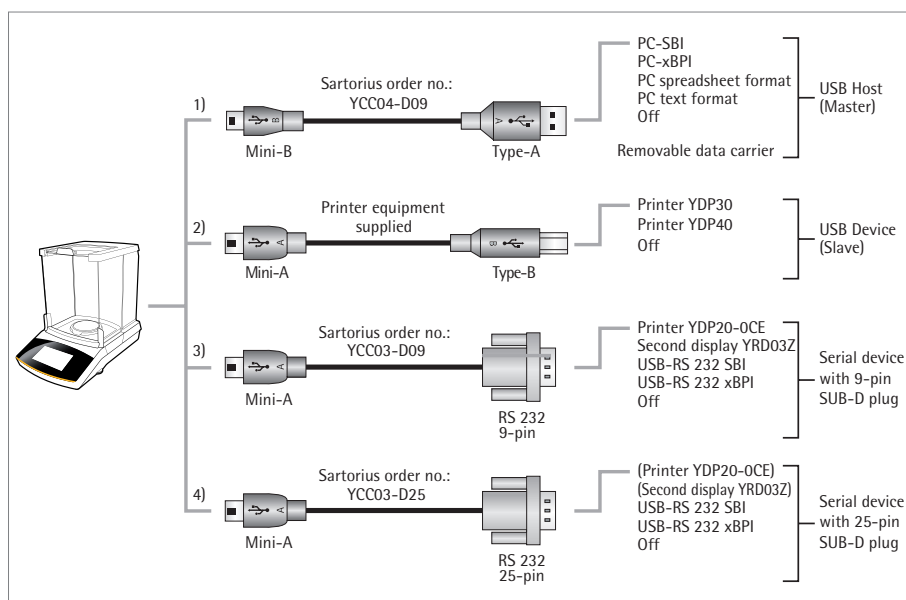 1)
Sartorius order no.:
YCC04-D09
B
Mini-B
A
Type-A
PC-SBI
PC-xBPI
PC spreadsheet format
PC text format
Off
Removable data carrier
USB Host
(Master)
2)
Printer equipment
supplied
A
Mini-A
B
Type-B
Printer YDP30
Printer YDP40
Off
USB Device
(Slave)
3)
Sartorius order no.:
YCC03-D09
A
Mini-A
RS 232
9-pin
Printer YDP20-0CE
Second display YRD03Z
USB-RS 232 SBI
USB-RS 232 xBPI
Off
Serial device
with 9-pin
SUB-D plug
4)
Sartorius order no.:
YCC03-D25
A
Mini-A
RS 232
25-pin
(Printer YDP20-0CE)
(Second display YRD03Z)
USB-RS 232 SBI
USB-RS 232 xBPI
Off
Serial device
with 25-pin
SUB-D plug